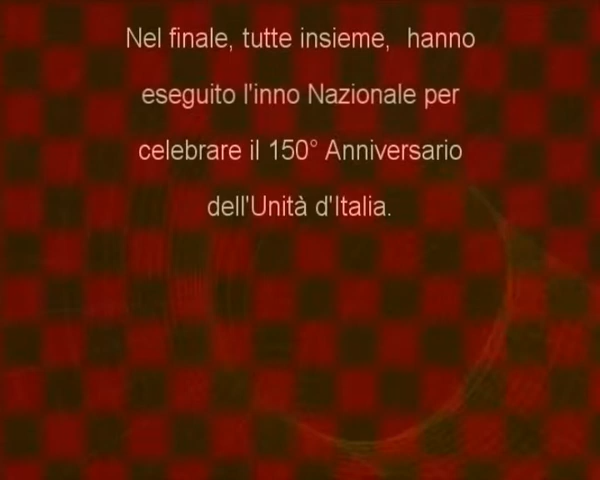 Nel finale, tutte insieme, hanno
eseguito l'inno Nazionale per
celebrare il 150° Anniversario
dell'Unità d'Italia.